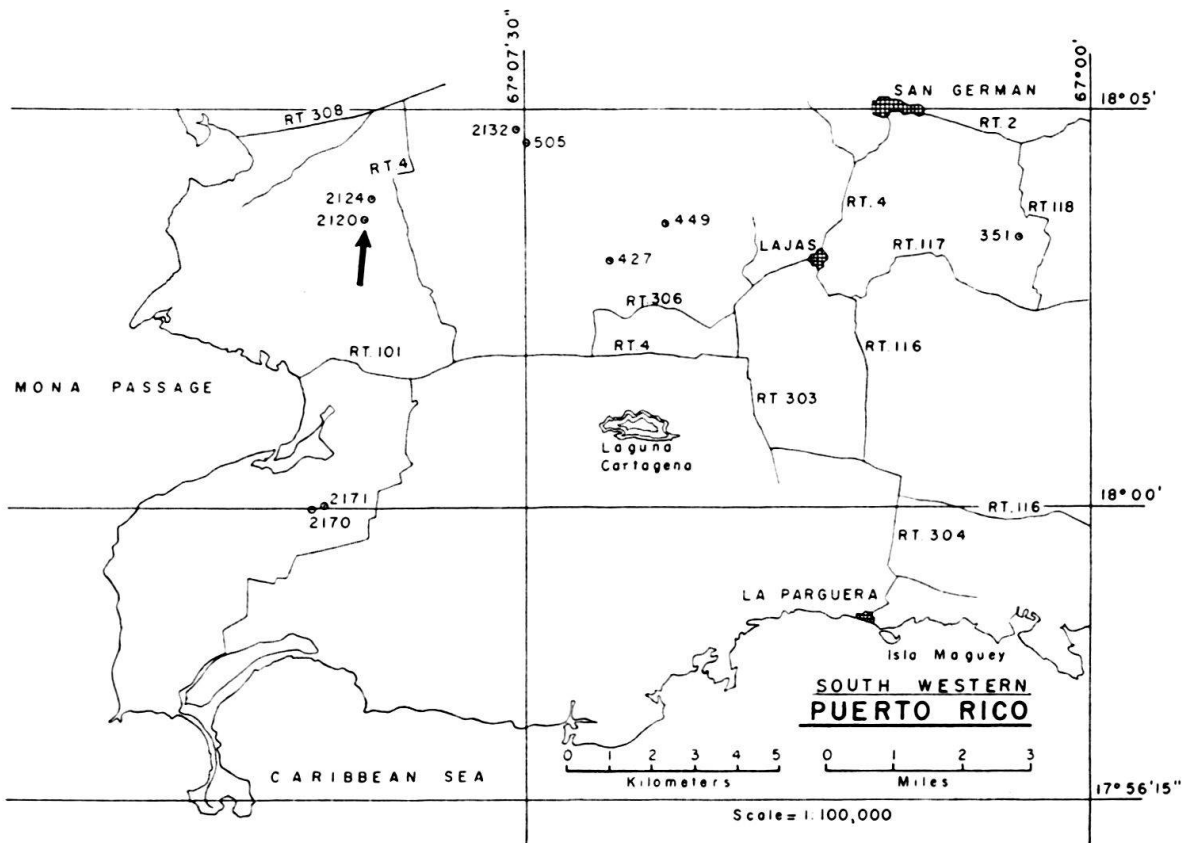 67°07'30"
67°00'
SAN GERMAN
18°05'
RT. 308
RT. 2
2132
505
RT. 4
2124
2120
449
RT. 4
RT 118
351
LAJAS
RT. 117
427
RT. 306
RT. 101
RT. 4
RT. 116
MONA PASSAGE
RT 303
Laguna
Cartagena
2171
2170
18°00'
RT. 116
RT. 304
LA PARGUERA
Isla Maguey
SOUTH WESTERN
PUERTO RICO
0 1 2 3 4 5
Kilometers
0 1 2 3
Miles
CARIBBEAN SEA
17°56'15"
Scale = 1:100,000